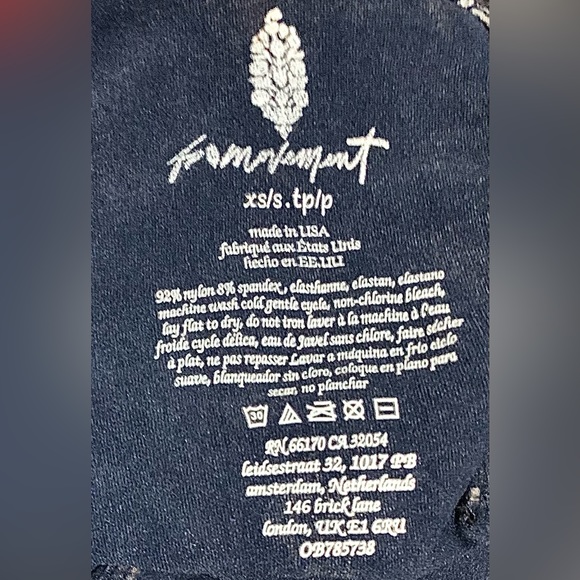 fp movement
xs/s.tp/p
made in USA
fabriqué aux États Unis
hecho en EE.UU
92% nylon 8% spandex, elasthanne, elastan, elastano
machine wash cold gentle cycle, non-chlorine bleach,
lay flat to dry, do not iron laver à la machine à l'eau
froide cycle délica, eau de Javel sans chlore, faire sécher
à plat, ne pas repasser Lavar a máquina en frío ciclo
suave, blanqueador sin cloro, coloque en plano para
secar, no planchar
30
RN 66170 CA 32054
leidsestraat 32, 1017 PB
amsterdam, Netherlands
146 brick lane
london, UK E1 6RU
OB785738